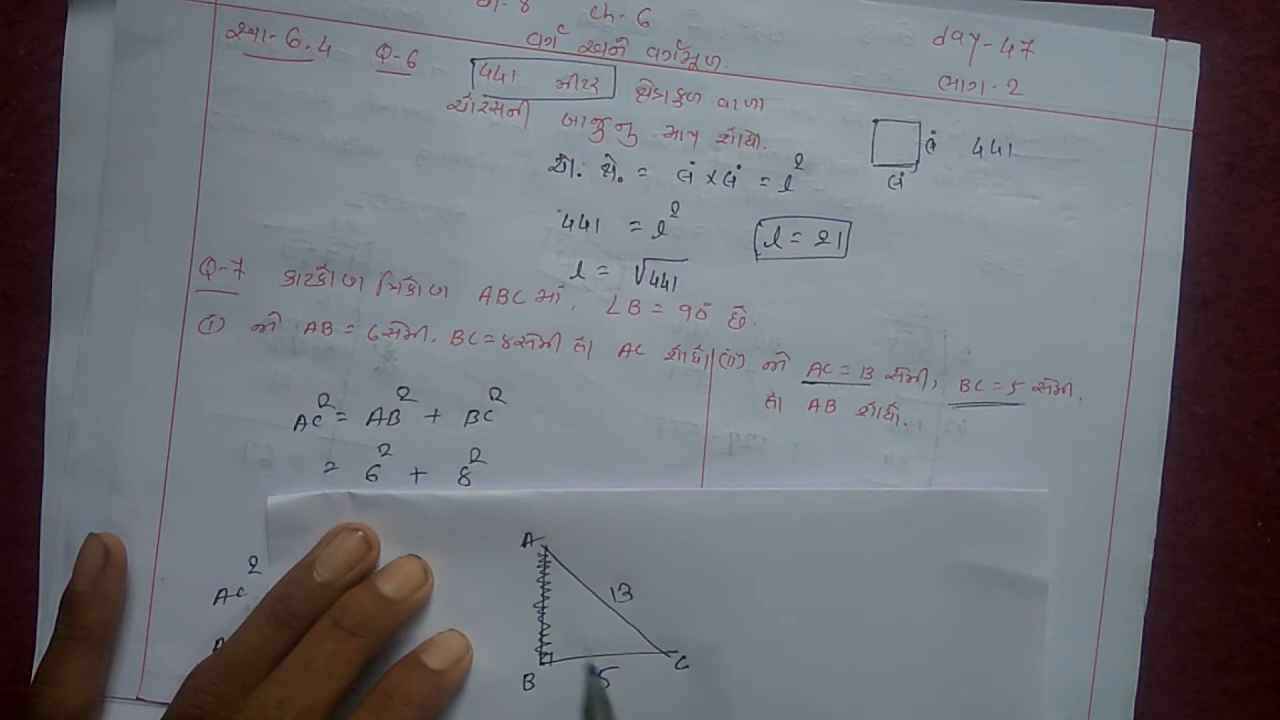 ધો-8 Ch-6
વર્ગ અને વર્ગમૂળ
day-47
ભાગ-2
સ્વા-6.4 Q-6 441 મીટર ક્ષેત્રફળ વાળા
ચોરસની બાજુનુ માપ શોધો.
લં
લં
441
ચો. ક્ષે. = લં × લં = l²
441 = l²
l = √441
l = 21
Q-7 કાટકોણ ત્રિકોણ ABC માં, ∠B = 90° છે.
(i) જો AB = 6 સેમી, BC = 8 સેમી તો AC શોધો
(ii) જો AC = 13 સેમી, BC = 5 સેમી,
તો AB શોધો.
AC² = AB² + BC²
= 6² + 8²
AC²
A
13
B
5
C